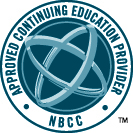 APPROVED CONTINUING EDUCATION PROVIDER
• NBCC •
TM